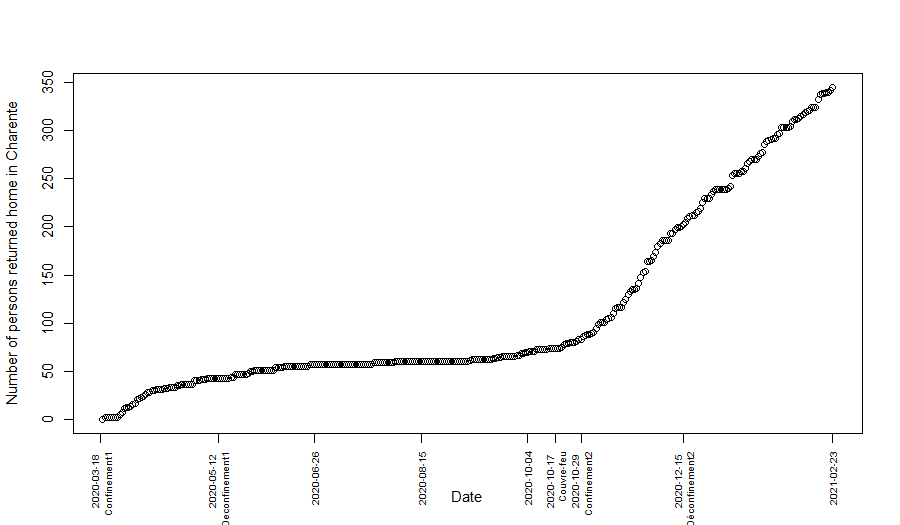 Number of persons returned home in Charente
350
300
250
200
150
100
50
0
2020-03-18
Confinement1
2020-05-12
Deconfinement1
2020-06-26
2020-08-15
2020-10-04
2020-10-17
Couvre-feu
2020-10-29
Confinement2
2020-12-15
Déconfinement2
2021-02-23
Date